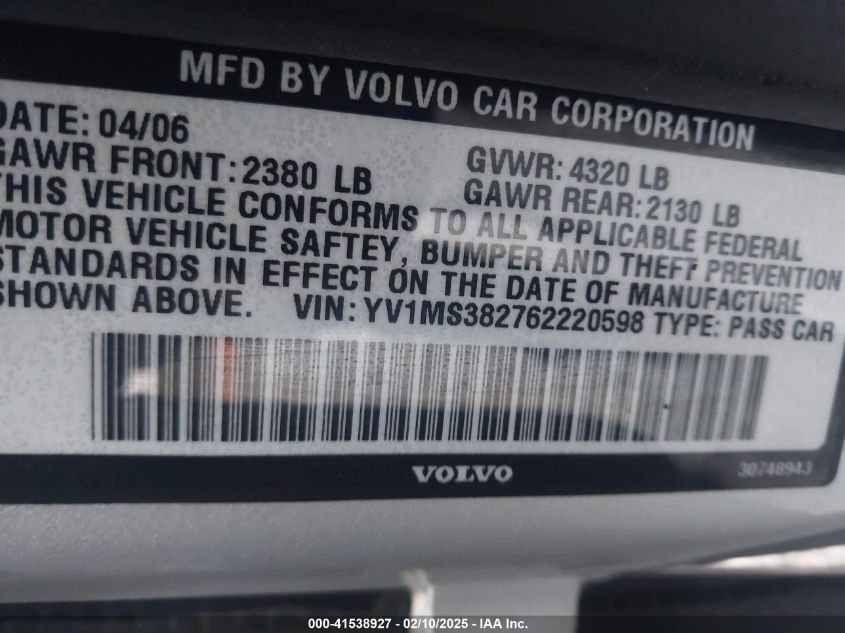 MFD BY VOLVO CAR CORPORATION
DATE: 04/06 GVWR: 4320 LB
GAWR FRONT: 2380 LB GAWR REAR: 2130 LB
THIS VEHICLE CONFORMS TO ALL APPLICABLE FEDERAL
MOTOR VEHICLE SAFTEY, BUMPER AND THEFT PREVENTION
STANDARDS IN EFFECT ON THE DATE OF MANUFACTURE
SHOWN ABOVE. VIN: YV1MS382762220598 TYPE: PASS CAR
VOLVO 30748943
000-41538927 - 02/10/2025 - IAA Inc.